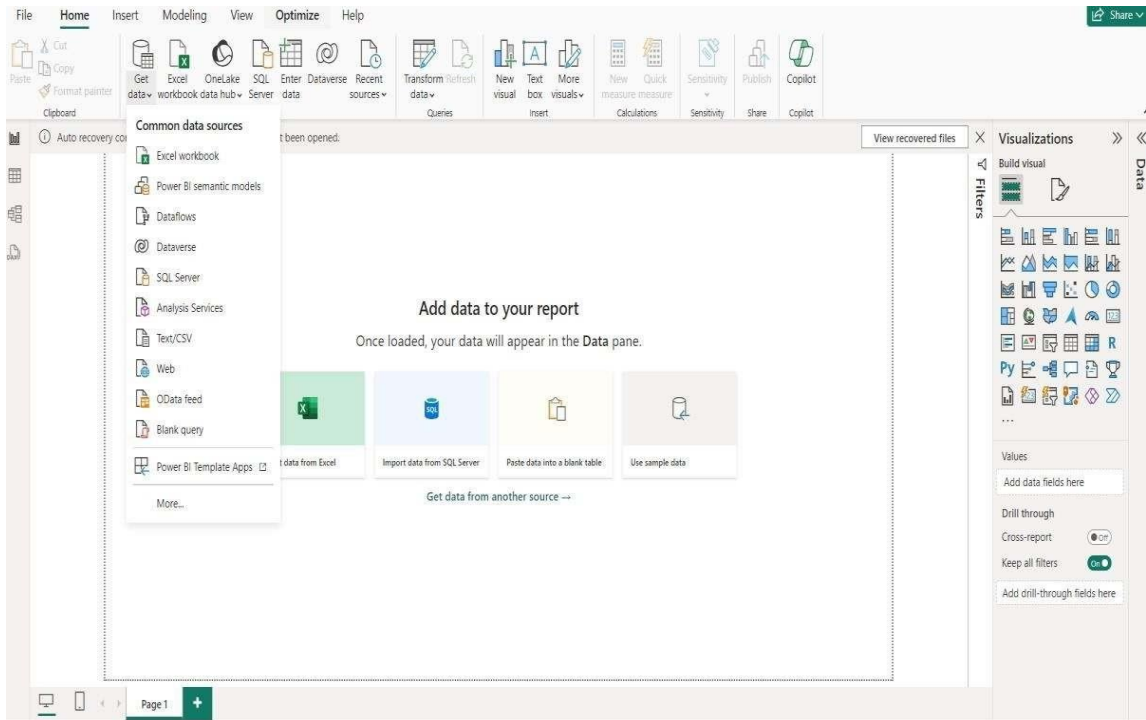 File Home Insert Modeling View Optimize Help
Share
Paste
Cut
Copy
Format painter
Clipboard
Get data
Excel workbook
OneLake data hub
SQL Server
Enter data
Dataverse
Recent sources
Transform data
Refresh
Queries
New visual
Text box
More visuals
Insert
New measure
Quick measure
Calculations
Sensitivity
Sensitivity
Publish
Share
Copilot
Copilot
Auto recovery co
t been opened.
View recovered files
Common data sources
Excel workbook
Power BI semantic models
Dataflows
Dataverse
SQL Server
Analysis Services
Text/CSV
Web
OData feed
Blank query
Power BI Template Apps
More...
Add data to your report
Once loaded, your data will appear in the Data pane.
SQL
t data from Excel
Import data from SQL Server
Paste data into a blank table
Use sample data
Get data from another source →
Filters
Visualizations
Build visual
123
R
Py
...
Values
Add data fields here
Drill through
Cross-report
Off
Keep all filters
On
Add drill-through fields here
Data
Page 1